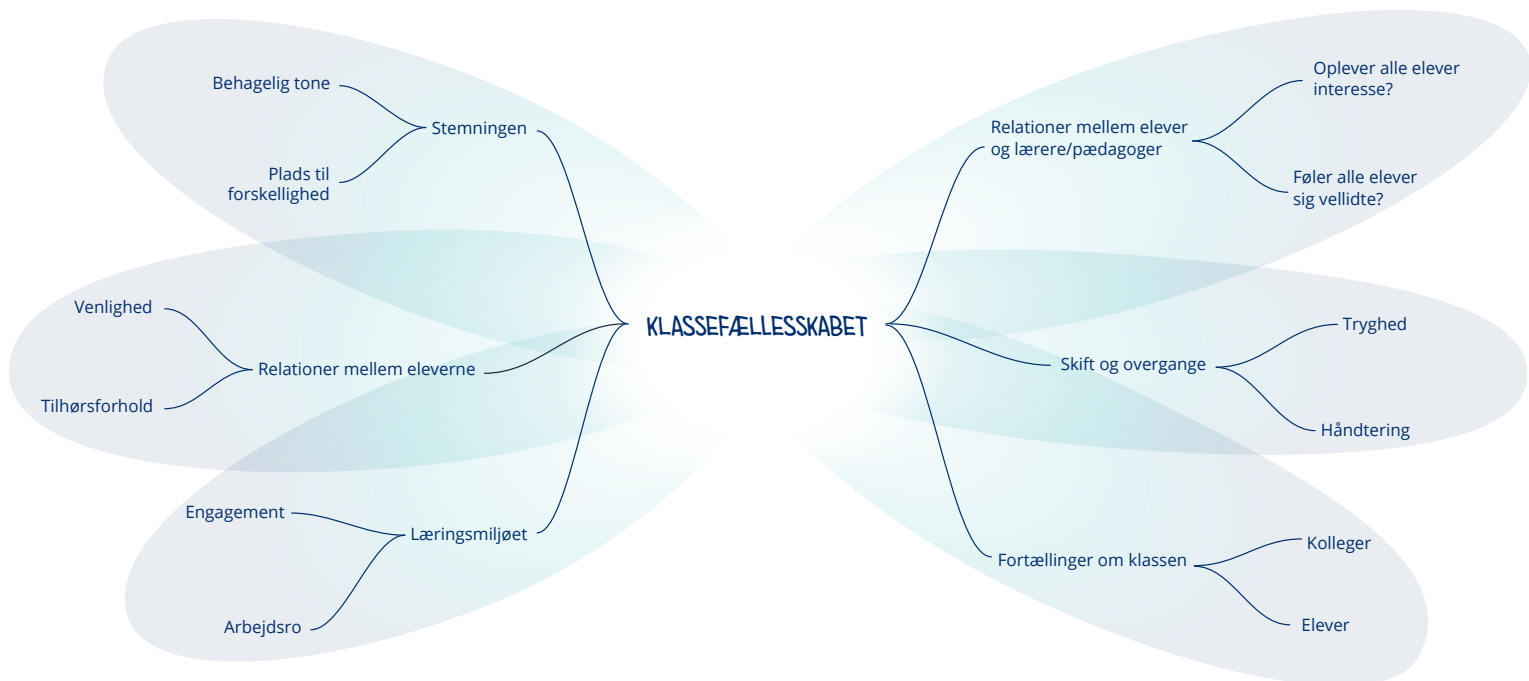 Behagelig tone
Stemningen
Plads til
forskellighed
Venlighed
Relationer mellem eleverne
Tilhørsforhold
Engagement
Læringsmiljøet
Arbejdsro
KLASSEFÆLLESSKABET
Oplever alle elever
interesse?
Relationer mellem elever
og lærere/pædagoger
Føler alle elever
sig vellidte?
Tryghed
Skift og overgange
Håndtering
Kolleger
Fortællinger om klassen
Elever